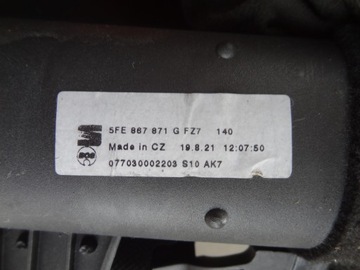 5FE 867 871 G FZ7 140
Made in CZ 19.8.21 12:07:50
077030002203 S10 AK7